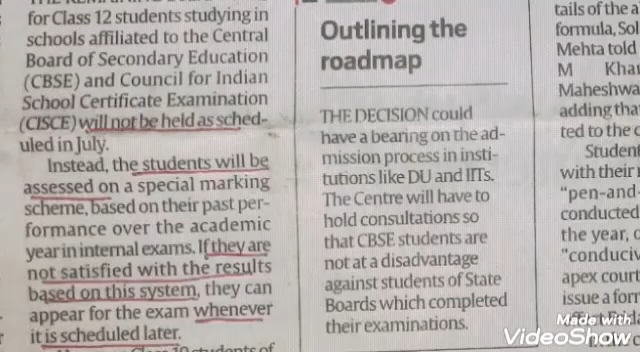 for Class 12 students studying in
schools affiliated to the Central
Board of Secondary Education
(CBSE) and Council for Indian
School Certificate Examination
(CISCE) will not be held as sched-
uled in July.
Instead, the students will be
assessed on a special marking
scheme, based on their past per-
formance over the academic
year in internal exams. If they are
not satisfied with the results
based on this system, they can
appear for the exam whenever
it is scheduled later.
Outlining the
roadmap
THE DECISION could
have a bearing on the ad-
mission process in insti-
tutions like DU and IITs.
The Centre will have to
hold consultations so
that CBSE students are
not at a disadvantage
against students of State
Boards which completed
their examinations.
tails of the a
formula, Sol
Mehta told
M Khan
Maheshwa
adding that
ted to the c
Student
with their
"pen-and-
conducted
the year, c
"conduciv
apex court
issue a for
Made with
VideoShow